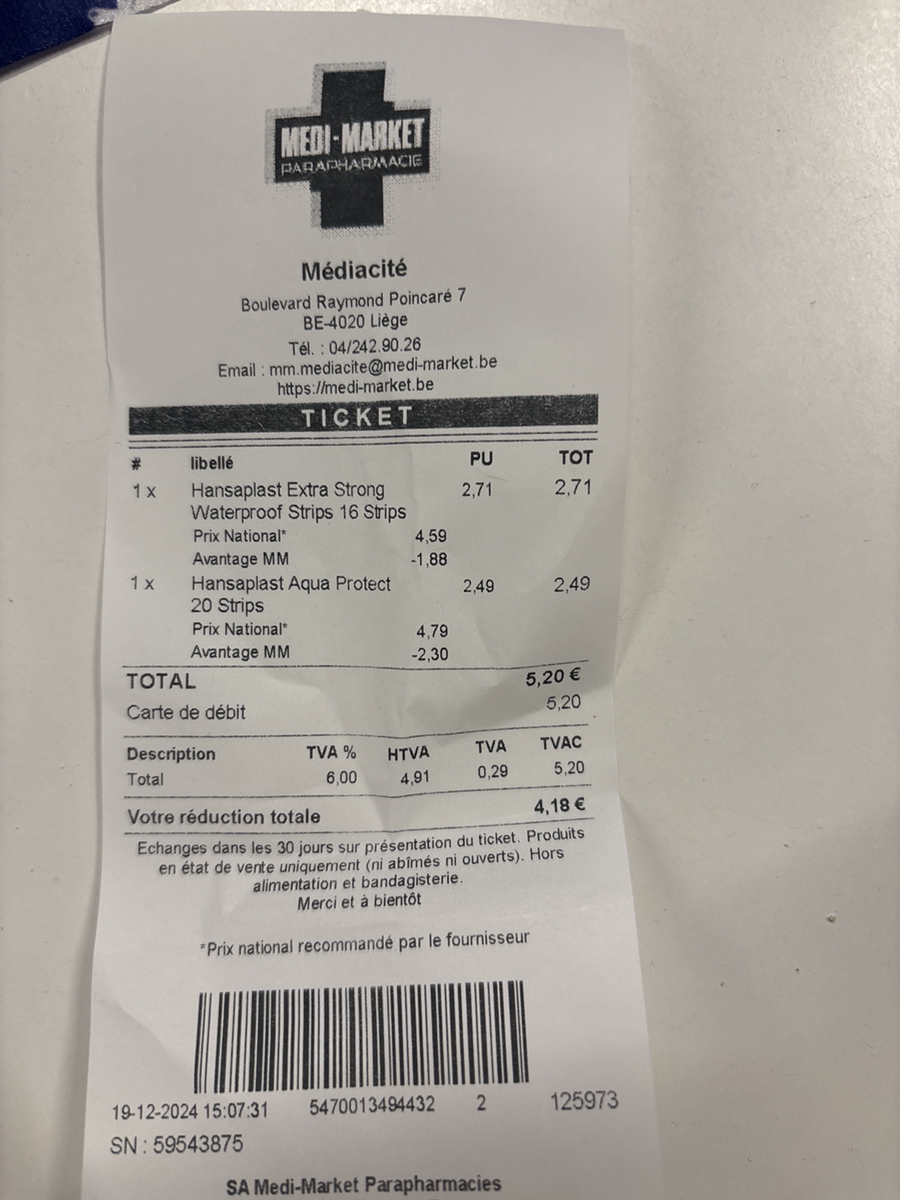 MEDI-MARKET
PARAPHARMACIE
Médiacité
Boulevard Raymond Poincaré 7
BE-4020 Liège
Tél. : 04/242.90.26
Email : mm.mediacite@medi-market.be
https://medi-market.be
TICKET
# libellé PU TOT
1 x Hansaplast Extra Strong 2,71 2,71
Waterproof Strips 16 Strips
Prix National* 4,59
Avantage MM -1,88
1 x Hansaplast Aqua Protect 2,49 2,49
20 Strips
Prix National* 4,79
Avantage MM -2,30
TOTAL 5,20 €
Carte de débit 5,20
Description TVA % HTVA TVA TVAC
Total 6,00 4,91 0,29 5,20
Votre réduction totale 4,18 €
Echanges dans les 30 jours sur présentation du ticket. Produits
en état de vente uniquement (ni abîmés ni ouverts). Hors
alimentation et bandagisterie.
Merci et à bientôt
*Prix national recommandé par le fournisseur
19-12-2024 15:07:31 5470013494432 2 125973
SN : 59543875
SA Medi-Market Parapharmacies